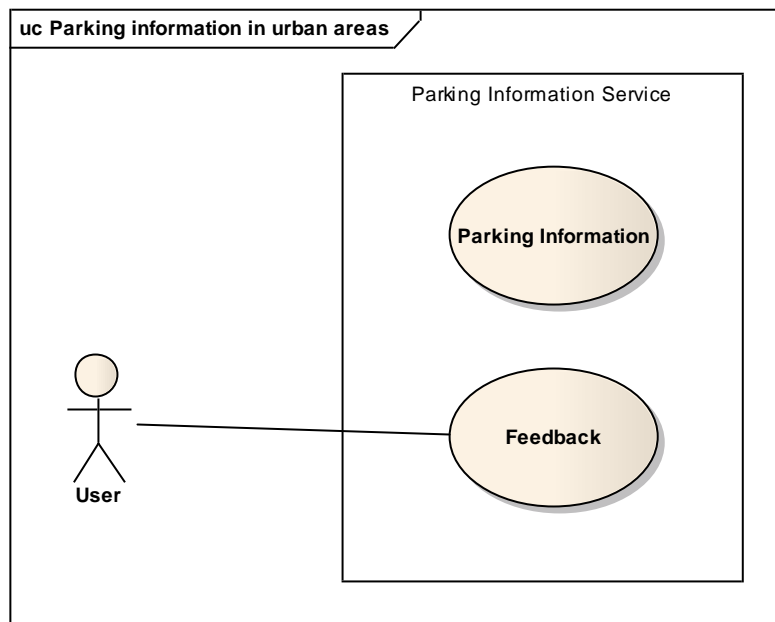 uc Parking information in urban areas
Parking Information Service
Parking Information
Feedback
User